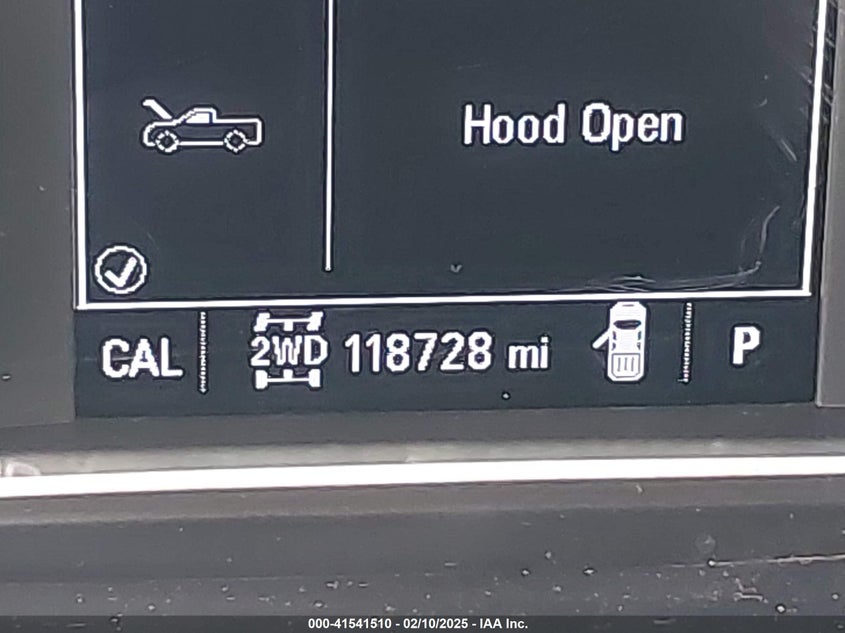 Hood Open
CAL 2WD 118728 mi P
000-41541510 - 02/10/2025 - IAA Inc.